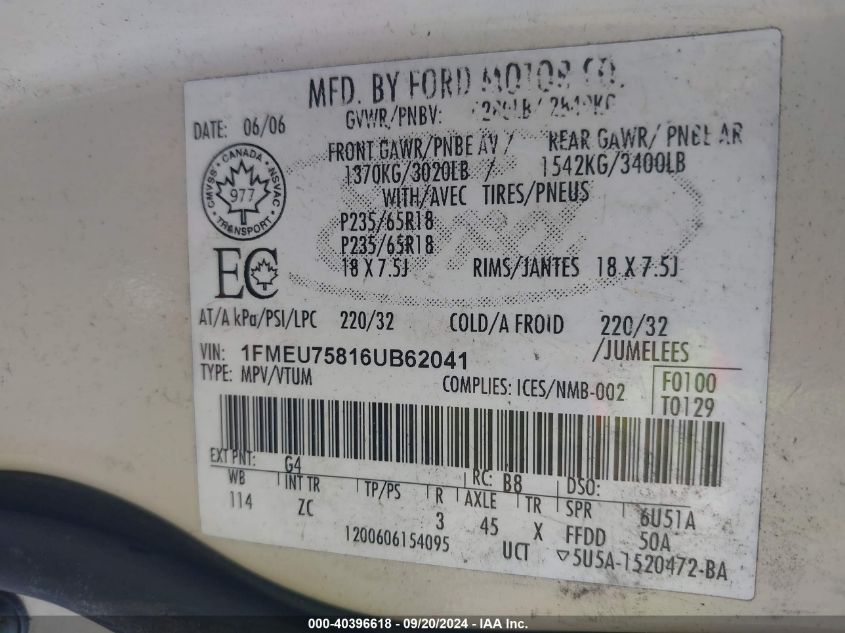 MFD. BY FORD MOTOR CO.
DATE: 06/06
GVWR/PNBV:
FRONT GAWR/PNBE AV / REAR GAWR/ PNBE AR
1370KG/3020LB / 1542KG/3400LB
WITH/AVEC TIRES/PNEUS
P235/65R18
P235/65R18
18 X 7.5J RIMS/JANTES 18 X 7.5J
CMVSS · CANADA · NSVAC
977
TRANSPORT
EC
AT/A kPa/PSI/LPC 220/32 COLD/A FROID 220/32
VIN: 1FMEU75816UB62041 /JUMELEES
TYPE: MPV/VTUM COMPLIES: ICES/NMB-002 F0100
T0129
EXT PNT: G4 RC: B8 DSO:
WB INT TR TP/PS R AXLE TR SPR 6U51A
114 ZC 3 45 X FFDD 50A
1200606154095 UCT ▽5U5A-1520472-BA
000-40396618 - 09/20/2024 - IAA Inc.